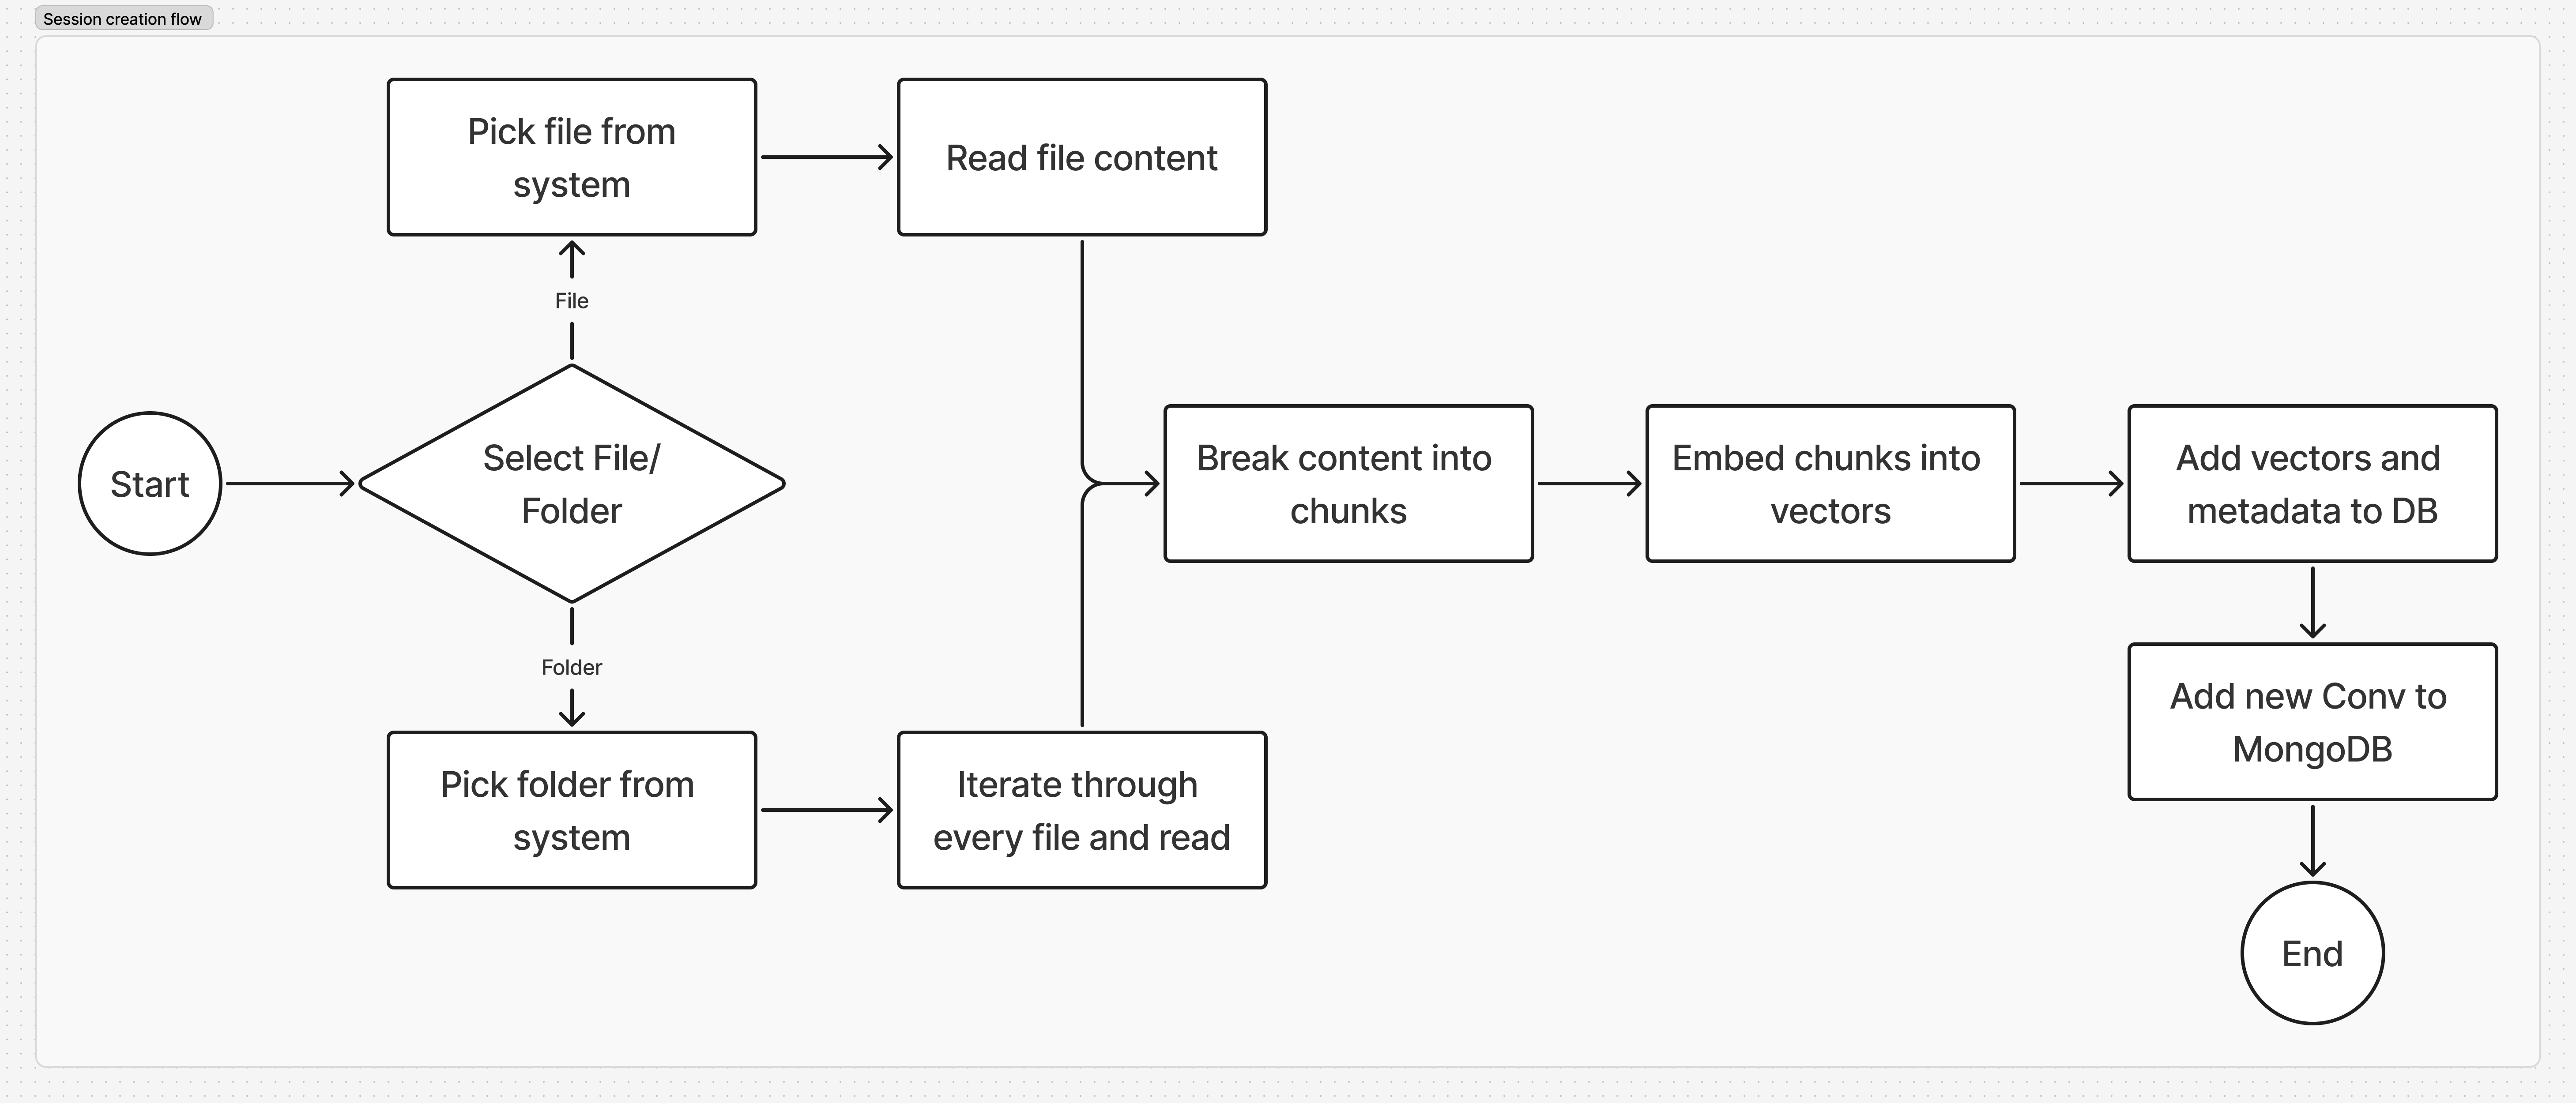 Session creation flow
Pick file from
system
Read file content
File
Start
Select File/
Folder
Break content into
chunks
Embed chunks into
vectors
Add vectors and
metadata to DB
Folder
Pick folder from
system
Iterate through
every file and read
Add new Conv to
MongoDB
End